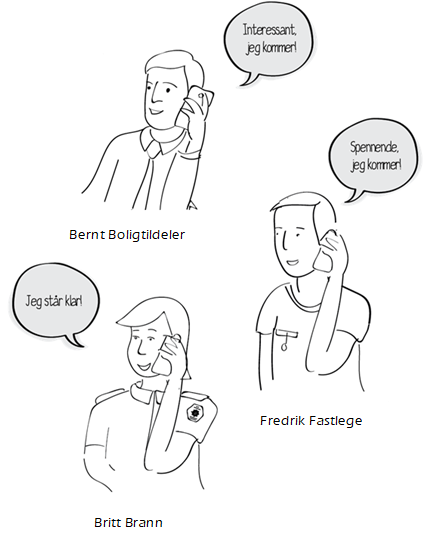 Interessant,
jeg kommer!
Bernt Boligtildeler
Spennende,
jeg kommer!
Fredrik Fastlege
Jeg står klar!
Britt Brann